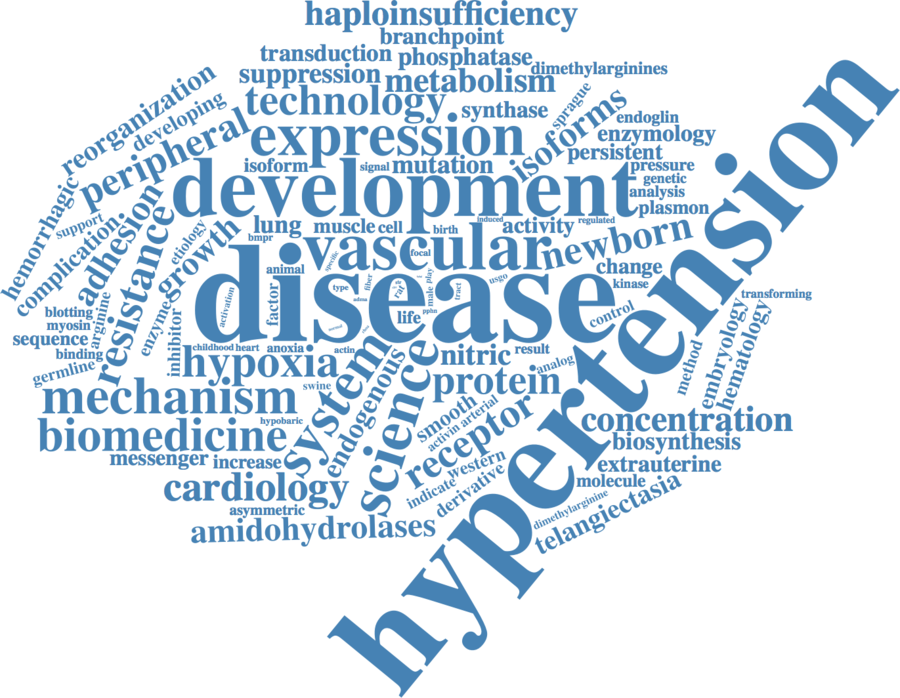 haploinsufficiency
branchpoint
transduction
phosphatase
suppression
metabolism
dimethylarginines
reorganization
developing
technology
synthase
sprague
isoforms
endoglin
enzymology
peripheral
expression
persistent
isoform
signal
mutation
pressure
genetic
analysis
development
plasmon
hemorrhagic
support
complication
adhesion
resistance
etiology
growth
lung
muscle
cell
birth
induced
activity
regulated
bmpr
vascular
focal
newborn
hypertension
specific
animal
disease
change
kinase
type
fiber
rat
male
play
tract
usgo
activation
factor
life
pphn
control
transforming
blotting
myosin
arginine
sequence
binding
germline
enzyme
inhibitor
childhood
heart
anoxia
actin
nitric
result
analog
method
embryology
hematology
hypoxia
swine
system
endogenous
science
protein
mechanism
hypobaric
smooth
activin
arterial
receptor
concentration
biomedicine
biosynthesis
messenger
increase
western
indicate
derivative
extrauterine
molecule
cardiology
asymmetric
amidohydrolases
dimethylarginine
telangiectasia